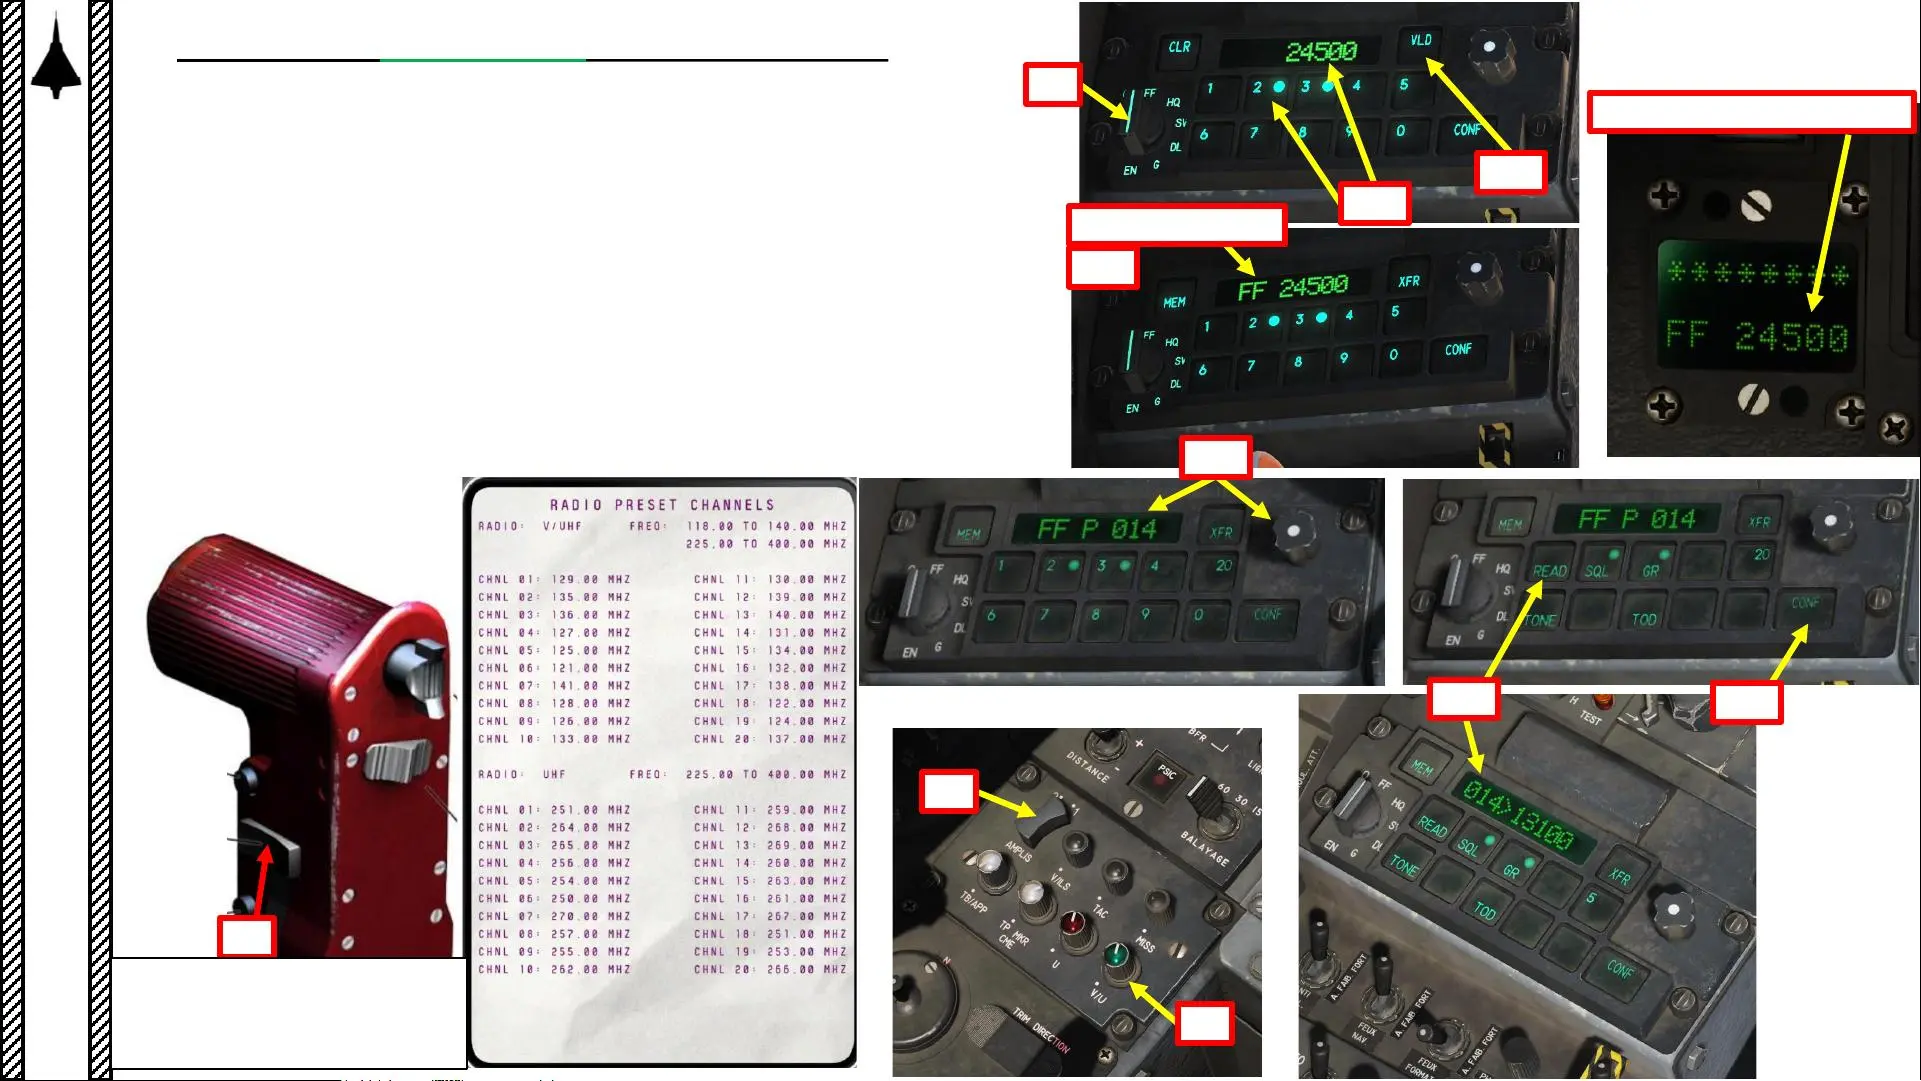 CLR
24500
VLD
FF
1
2
3
4
5
HQ
6
7
8
9
0
CONF
DL
EN
G
MEM
FF 24500
XFR
FF
HQ
1
2
3
4
5
6
7
8
9
0
CONF
DL
EN
G
********
FF 24500
RADIO PRESET CHANNELS
RADIO: V/UHF FREQ: 118.00 TO 140.00 MHZ
225.00 TO 400.00 MHZ
CHNL 01: 129.00 MHZ CHNL 11: 130.00 MHZ
CHNL 02: 135.00 MHZ CHNL 12: 139.00 MHZ
CHNL 03: 136.00 MHZ CHNL 13: 140.00 MHZ
CHNL 04: 127.00 MHZ CHNL 14: 131.00 MHZ
CHNL 05: 125.00 MHZ CHNL 15: 134.00 MHZ
CHNL 06: 121.00 MHZ CHNL 16: 132.00 MHZ
CHNL 07: 141.00 MHZ CHNL 17: 138.00 MHZ
CHNL 08: 128.00 MHZ CHNL 18: 122.00 MHZ
CHNL 09: 126.00 MHZ CHNL 19: 124.00 MHZ
CHNL 10: 133.00 MHZ CHNL 20: 137.00 MHZ
RADIO: UHF FREQ: 225.00 TO 400.00 MHZ
CHNL 01: 251.00 MHZ CHNL 11: 259.00 MHZ
CHNL 02: 264.00 MHZ CHNL 12: 268.00 MHZ
CHNL 03: 265.00 MHZ CHNL 13: 269.00 MHZ
CHNL 04: 256.00 MHZ CHNL 14: 260.00 MHZ
CHNL 05: 254.00 MHZ CHNL 15: 263.00 MHZ
CHNL 06: 250.00 MHZ CHNL 16: 261.00 MHZ
CHNL 07: 270.00 MHZ CHNL 17: 267.00 MHZ
CHNL 08: 257.00 MHZ CHNL 18: 251.00 MHZ
CHNL 09: 255.00 MHZ CHNL 19: 253.00 MHZ
CHNL 10: 262.00 MHZ CHNL 20: 266.00 MHZ
MEM
FF P 014
XFR
FF
HQ
1
2
3
4
20
6
7
8
9
0
CONF
DL
EN
G
MEM
FF P 014
XFR
FF
HQ
READ
SQL
GR
20
TONE
TOD
CONF
DL
EN
G
DISTANCE
+
-
PSIC
BFR
60 30 15
BALAYAGE
AMPLIS
TB/APP
V/ILS
TP MKR
CME
TAC
U
MISS
V/U
N
TRIM DIRECTION
H TEST
MEM
FF
HQ
014>13100
READ
SQL
GR
XFR
TONE
TOD
5
CONF
DL
EN
G
A. FAIB. FORT
FEUX
NAV
A. FAIB FORT
FEUX
A.FAIB FORT